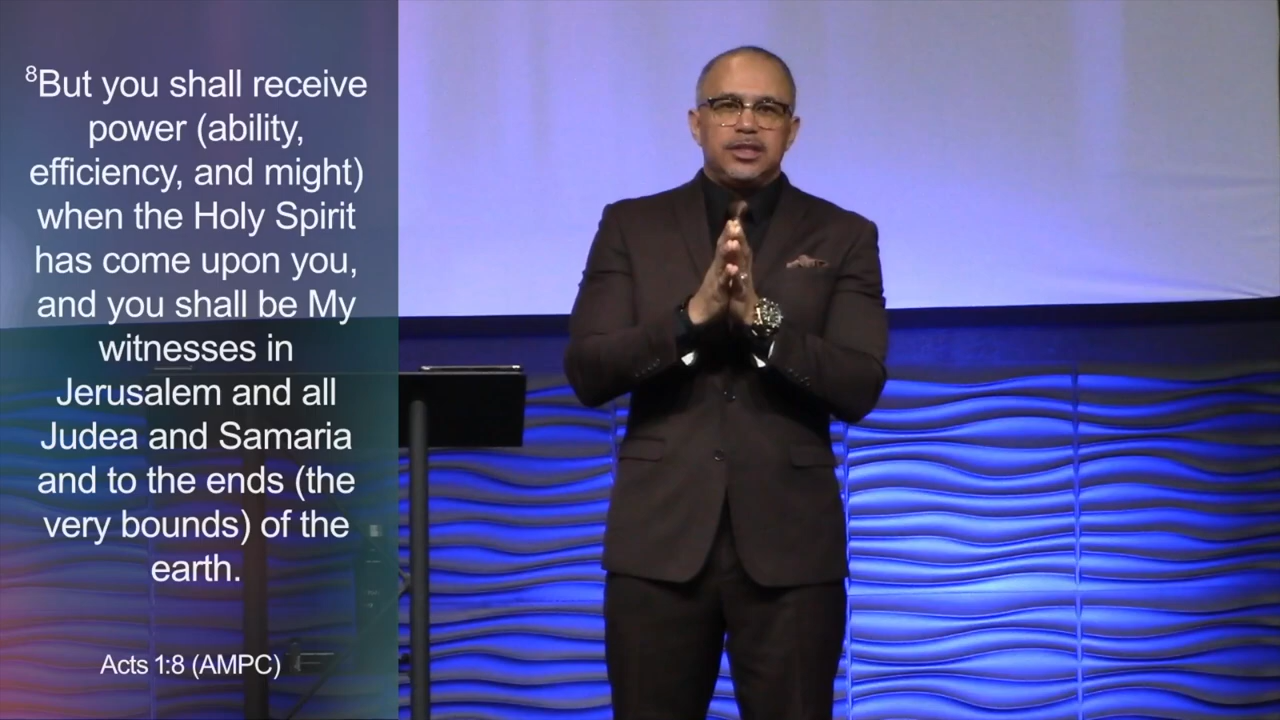 ⁸But you shall receive
power (ability,
efficiency, and might)
when the Holy Spirit
has come upon you,
and you shall be My
witnesses in
Jerusalem and all
Judea and Samaria
and to the ends (the
very bounds) of the
earth.
Acts 1:8 (AMPC)